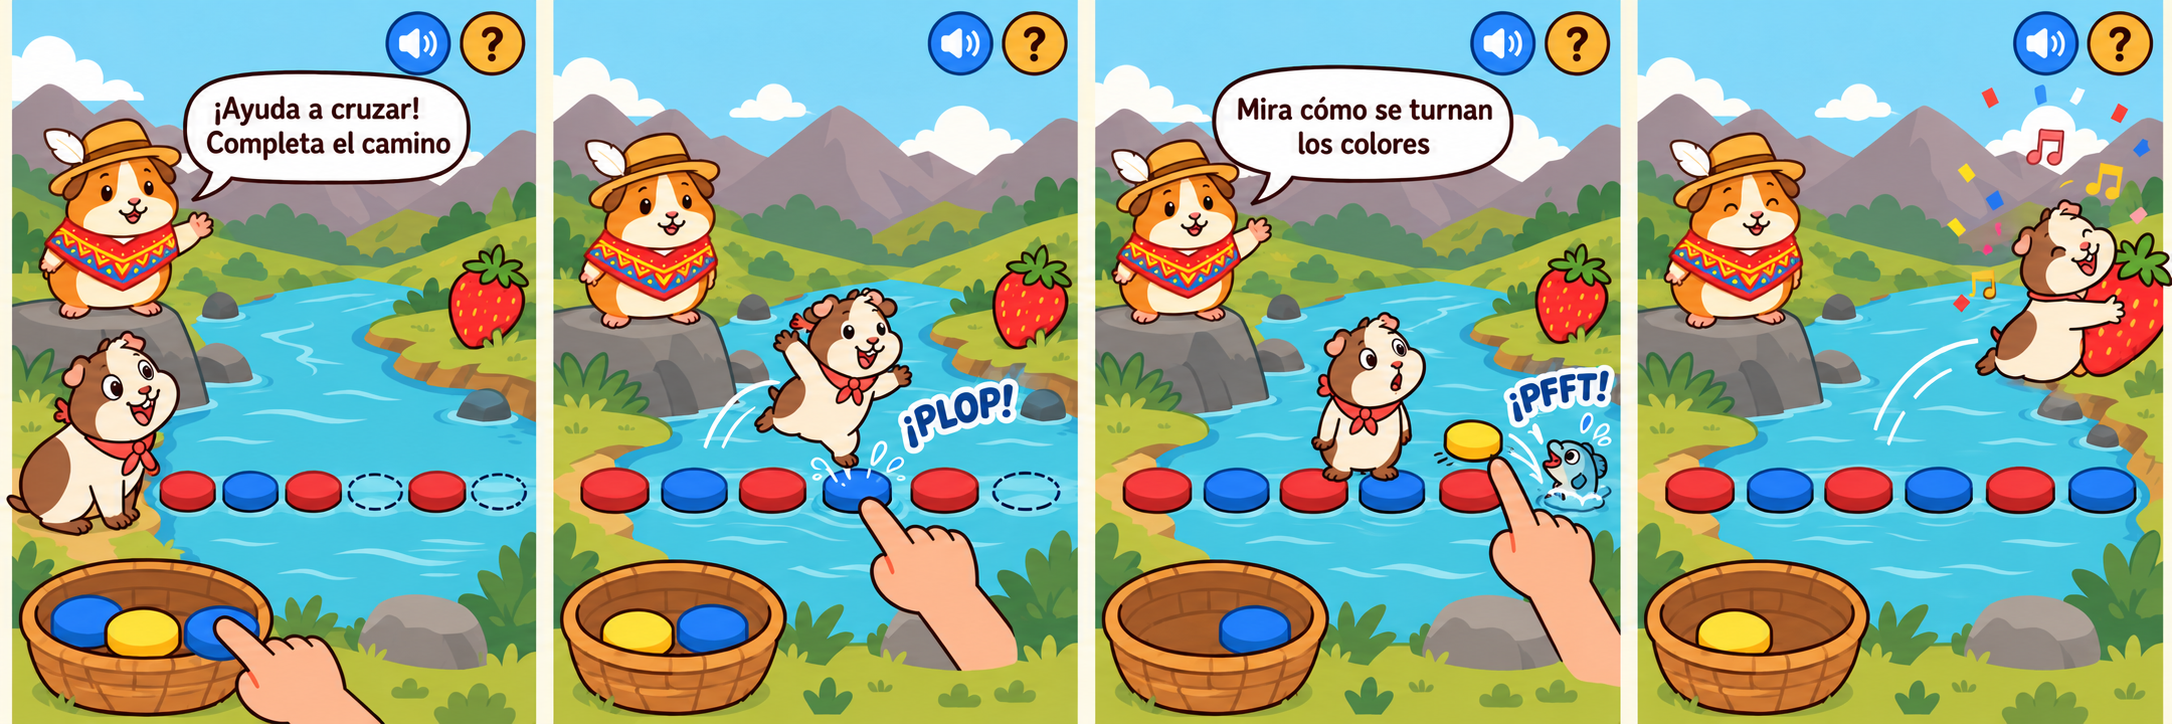 ?
¡Ayuda a cruzar!
Completa el camino
?
¡PLOP!
?
Mira cómo se turnan
los colores
¡PFFT!
?